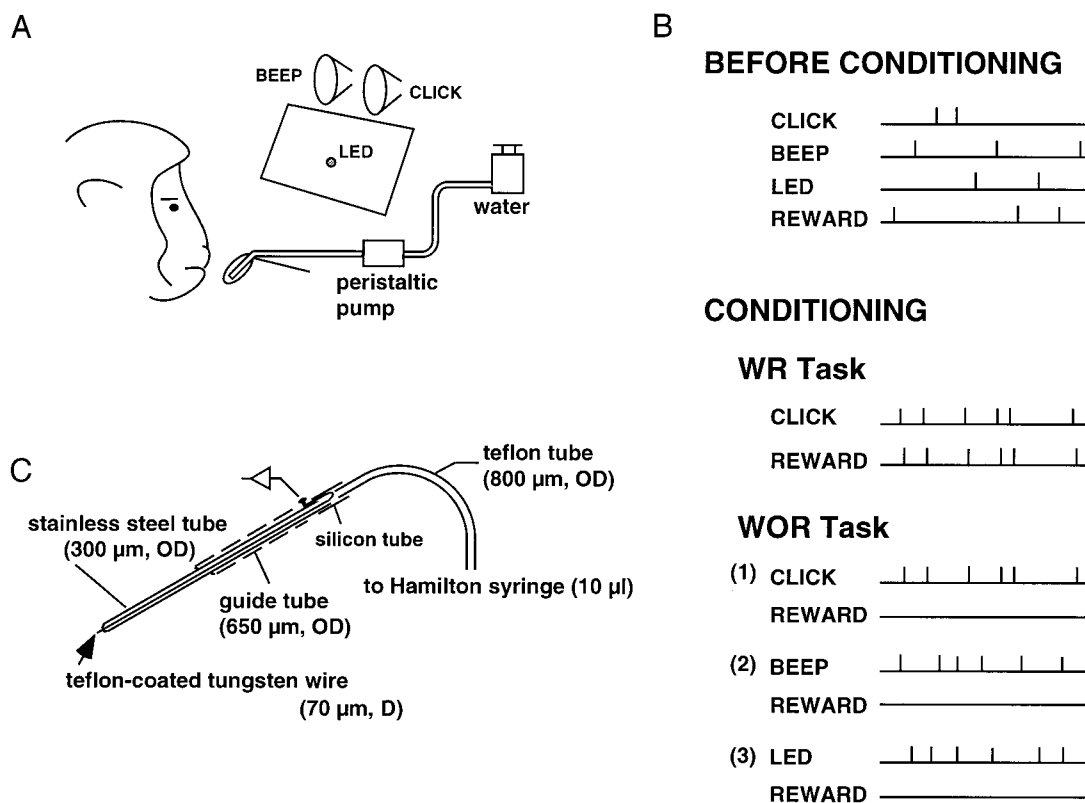 A
BEEP
CLICK
LED
water
peristaltic
pump
B
BEFORE CONDITIONING
CLICK
BEEP
LED
REWARD
CONDITIONING
WR Task
CLICK
REWARD
WOR Task
(1) CLICK
REWARD
(2) BEEP
REWARD
(3) LED
REWARD
C
teflon tube
(800 µm, OD)
stainless steel tube
(300 µm, OD)
silicon tube
guide tube
(650 µm, OD)
to Hamilton syringe (10 µl)
teflon-coated tungsten wire
(70 µm, D)